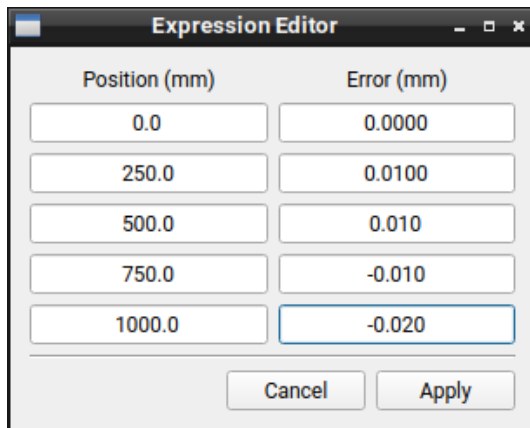 Expression Editor
Position (mm) Error (mm)
0.0 0.0000
250.0 0.0100
500.0 0.010
750.0 -0.010
1000.0 -0.020
Cancel Apply